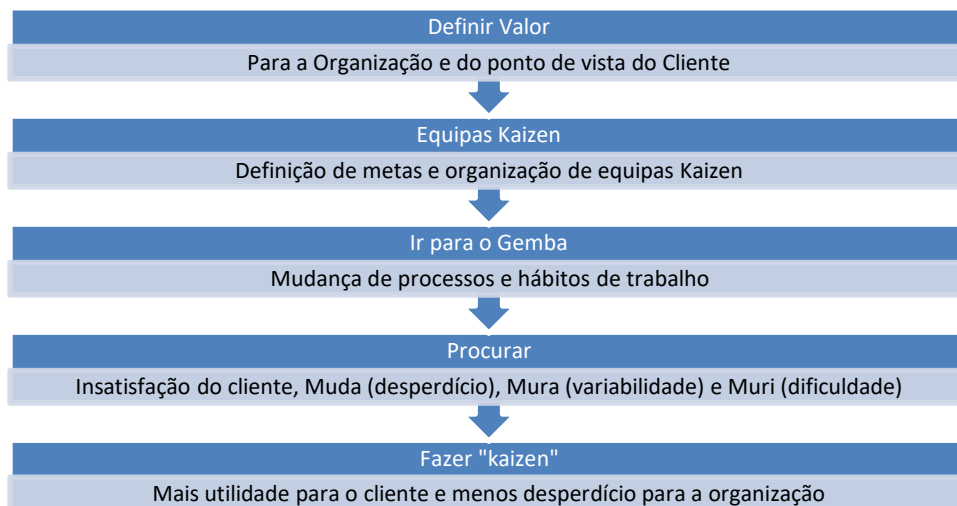 Definir Valor
Para a Organização e do ponto de vista do Cliente
Equipas Kaizen
Definição de metas e organização de equipas Kaizen
Ir para o Gemba
Mudança de processos e hábitos de trabalho
Procurar
Insatisfação do cliente, Muda (desperdício), Mura (variabilidade) e Muri (dificuldade)
Fazer "kaizen"
Mais utilidade para o cliente e menos desperdício para a organização